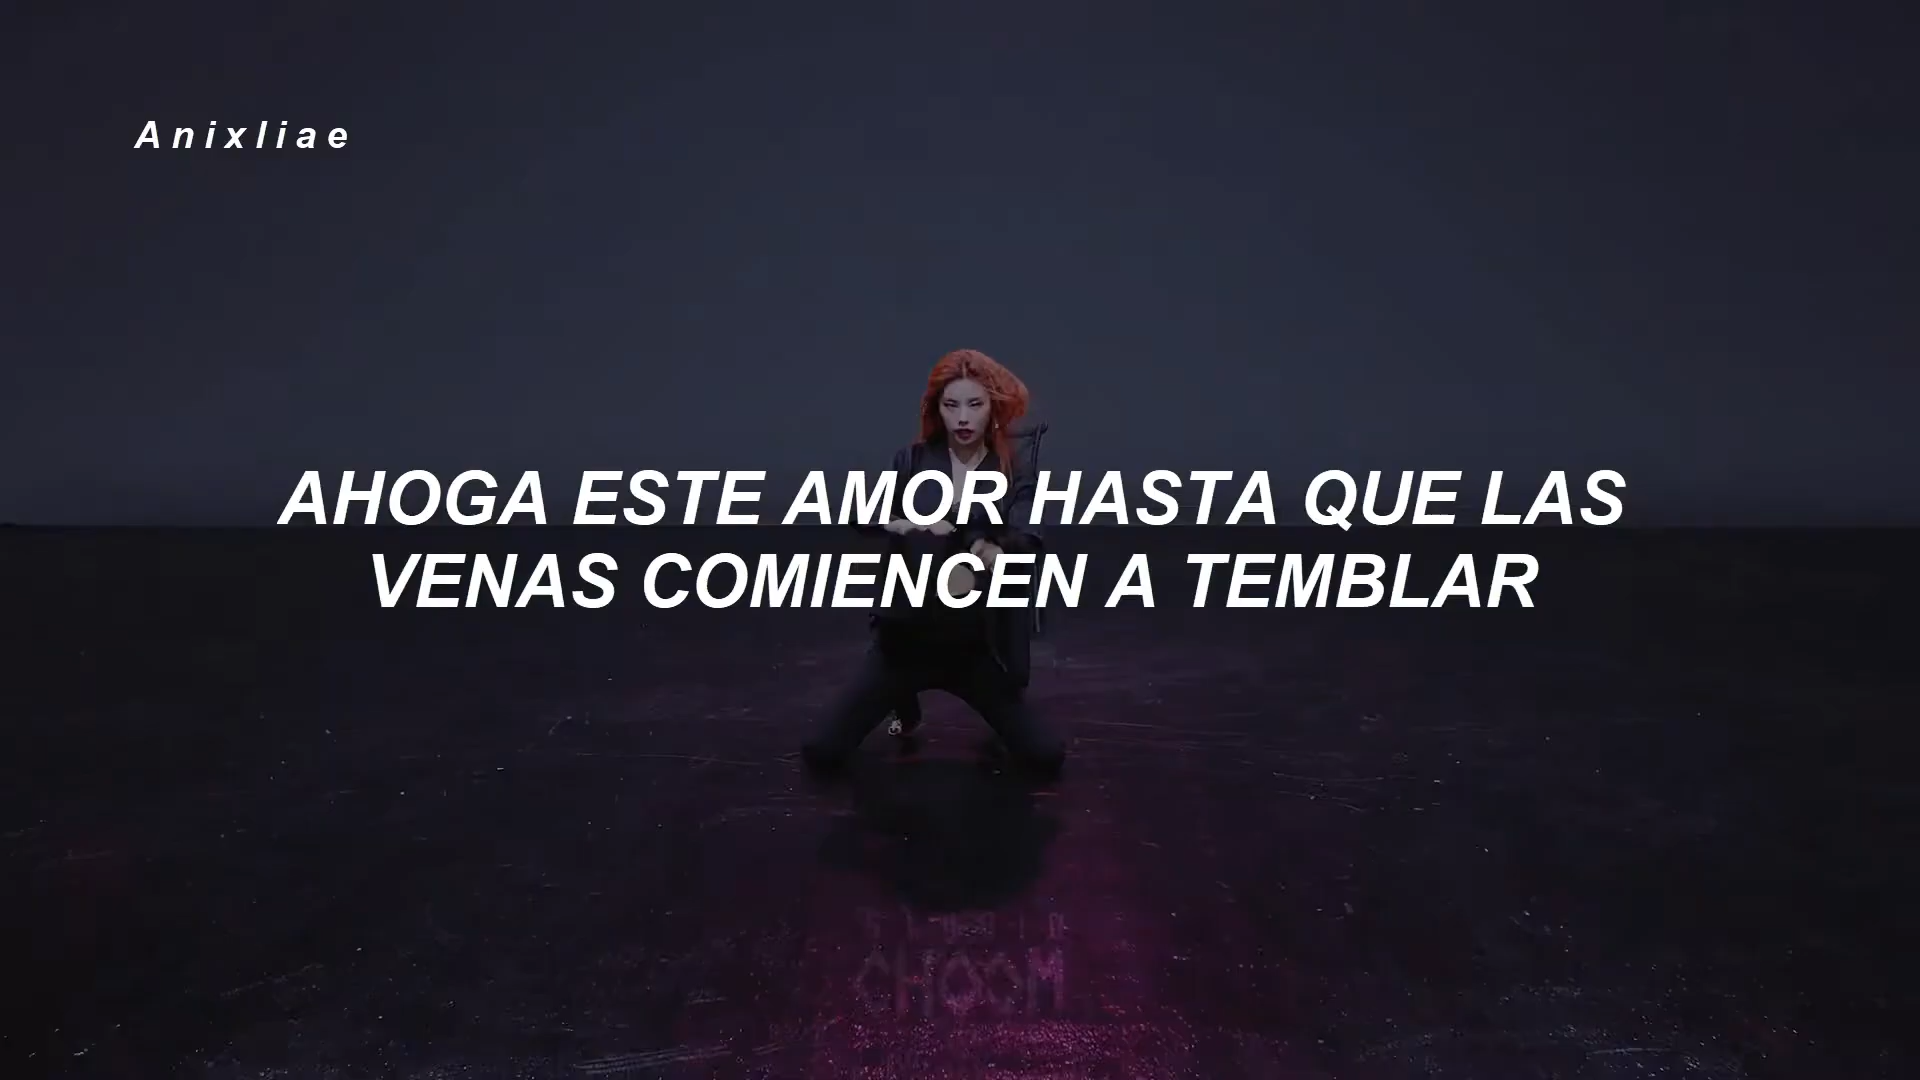 Anixliae
AHOGA ESTE AMOR HASTA QUE LAS
VENAS COMIENCEN A TEMBLAR
CHOOM